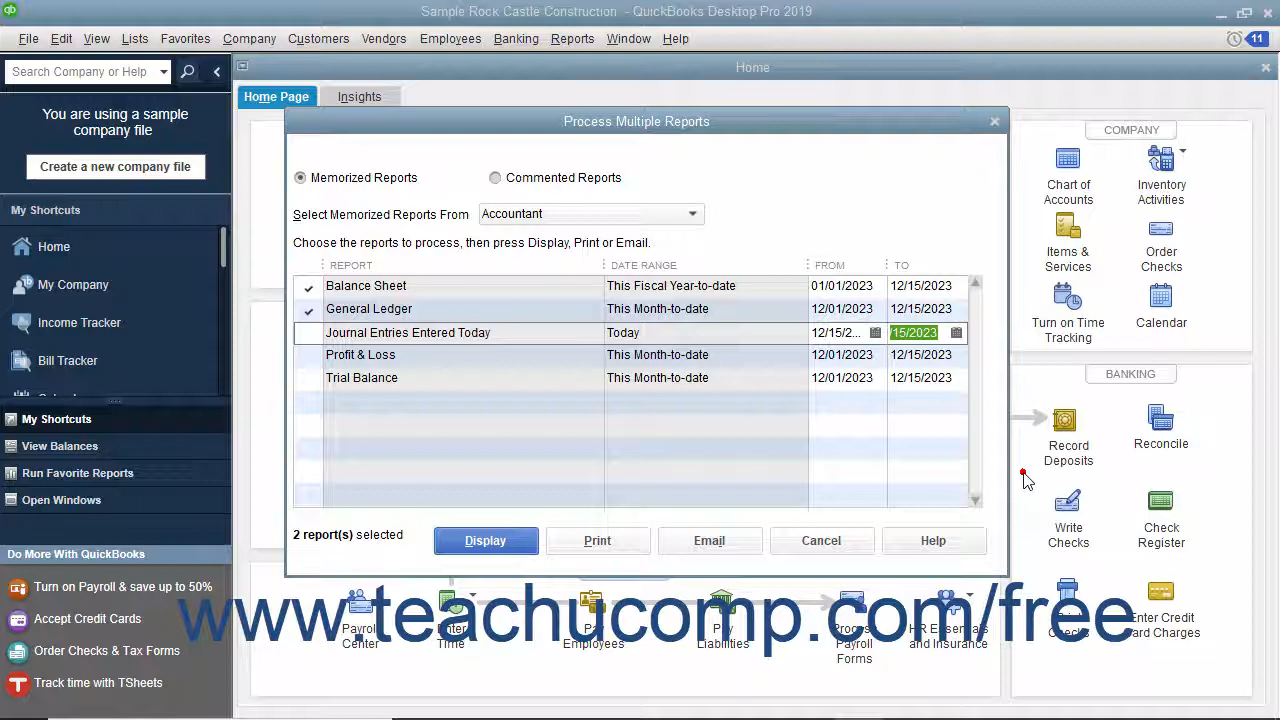 Sample Rock Castle Construction - QuickBooks Desktop Pro 2019
File Edit View Lists Favorites Company Customers Vendors Employees Banking Reports Window Help
11
Search Company or Help
Home
You are using a sample
company file
Create a new company file
My Shortcuts
Home
My Company
Income Tracker
Bill Tracker
My Shortcuts
View Balances
Run Favorite Reports
Open Windows
Do More With QuickBooks
Turn on Payroll & save up to 50%
Accept Credit Cards
Order Checks & Tax Forms
Track time with TSheets
Home Page Insights
Process Multiple Reports
Memorized Reports Commented Reports
Select Memorized Reports From Accountant
Choose the reports to process, then press Display, Print or Email.
REPORT DATE RANGE FROM TO
Balance Sheet This Fiscal Year-to-date 01/01/2023 12/15/2023
General Ledger This Month-to-date 12/01/2023 12/15/2023
Journal Entries Entered Today Today 12/15/2... /15/2023
Profit & Loss This Month-to-date 12/01/2023 12/15/2023
Trial Balance This Month-to-date 12/01/2023 12/15/2023
2 report(s) selected
Display Print Email Cancel Help
COMPANY
Chart of
Accounts
Inventory
Activities
Items &
Services
Order
Checks
Turn on Time
Tracking
Calendar
BANKING
Record
Deposits
Reconcile
Write
Checks
Check
Register
Checks
Enter Credit
Card Charges
Payroll
Center
Enter
Time
Pay
Employees
Pay
Liabilities
Process
Payroll
Forms
HR Essentials
and Insurance
www.teachucomp.com/free